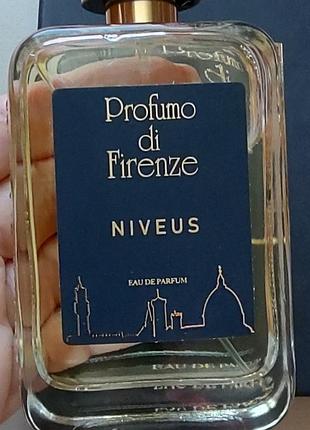 Profumo
di
Firenze
NIVEUS
EAU DE PARFUM